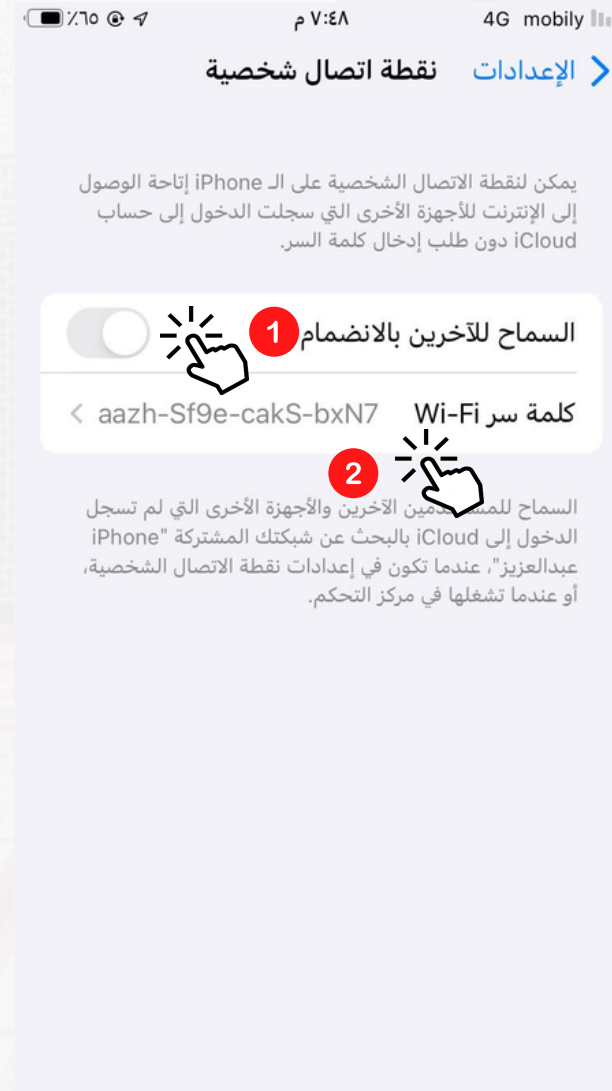 4G mobily ٧:٤٨ م ٪٦٥
الإعدادات نقطة اتصال شخصية
يمكن لنقطة الاتصال الشخصية على الـ iPhone إتاحة الوصول
إلى الإنترنت للأجهزة الأخرى التي سجلت الدخول إلى حساب
iCloud دون طلب إدخال كلمة السر.
السماح للآخرين بالانضمام 1
كلمة سر Wi-Fi aazh-Sf9e-cakS-bxN7
2
السماح للمستخدمين الآخرين والأجهزة الأخرى التي لم تسجل
الدخول إلى iCloud بالبحث عن شبكتك المشتركة "iPhone
عبدالعزيز"، عندما تكون في إعدادات نقطة الاتصال الشخصية،
أو عندما تشغلها في مركز التحكم.